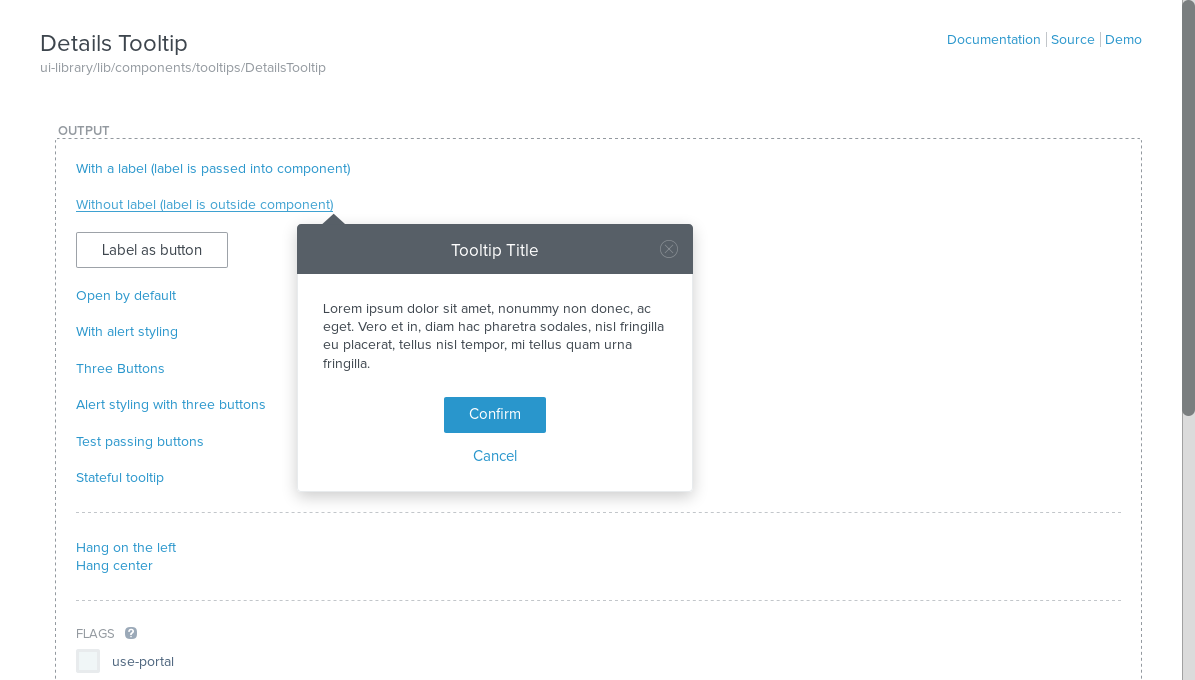 Details Tooltip
Documentation
Source
Demo
ui-library/lib/components/tooltips/DetailsTooltip
OUTPUT
With a label (label is passed into component)
Without label (label is outside component)
Label as button
Tooltip Title
Open by default
Lorem ipsum dolor sit amet, nonummy non donec, ac
eget. Vero et in, diam hac pharetra sodales, nisl fringilla
eu placerat, tellus nisl tempor, mi tellus quam urna
fringilla.
With alert styling
Three Buttons
Alert styling with three buttons
Confirm
Test passing buttons
Cancel
Stateful tooltip
Hang on the left
Hang center
FLAGS ?
use-portal